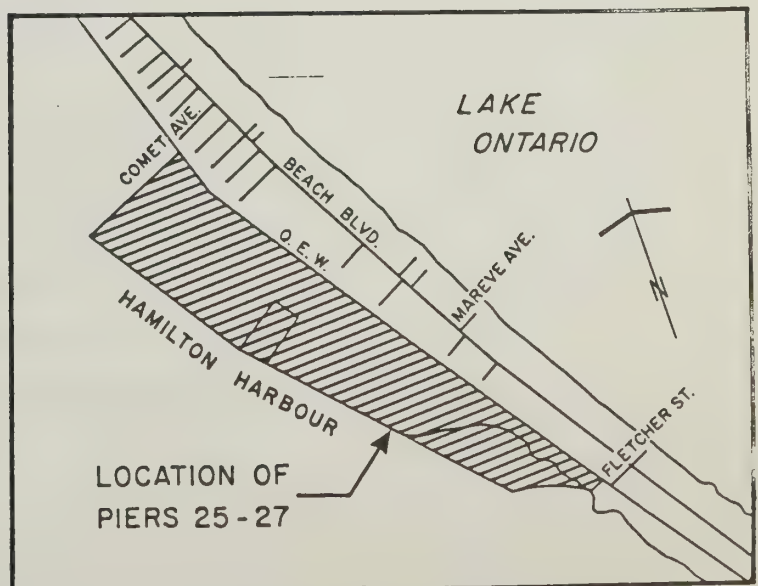 LAKE
ONTARIO
COMET AVE.
BEACH BLVD.
Q. E. W.
MAREVE AVE.
N
HAMILTON HARBOUR
FLETCHER ST.
LOCATION OF
PIERS 25-27